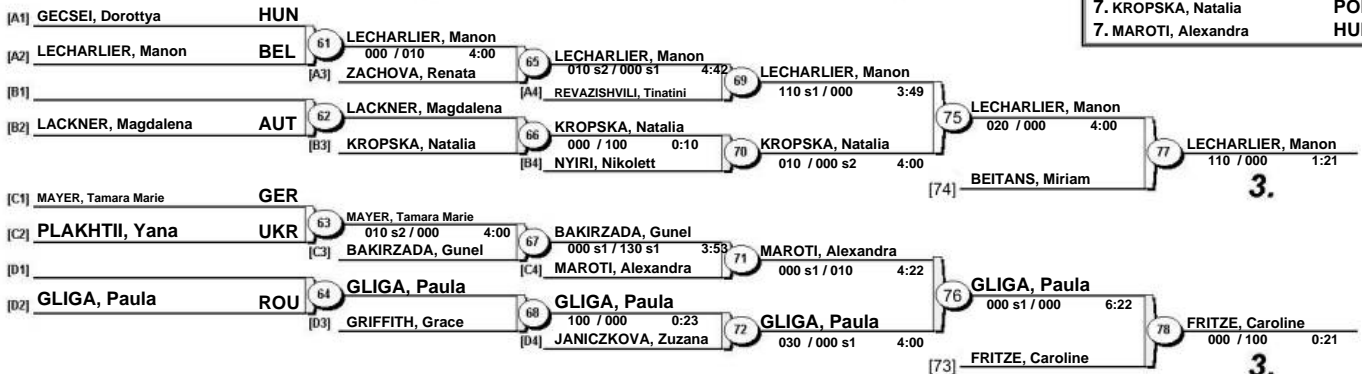 7. KROPSKA, Natalia
7. MAROTI, Alexandra HU
[A1] GECSEI, Dorottya HUN
[A2] LECHARLIER, Manon BEL
61
LECHARLIER, Manon
000 / 010 4:00
[A3] ZACHOVA, Renata
65
LECHARLIER, Manon
010 s2 / 000 s1 4:42
[A4] REVAZISHVILI, Tinatini
69
LECHARLIER, Manon
110 s1 / 000 3:49
[B1]
[B2] LACKNER, Magdalena AUT
62
LACKNER, Magdalena
[B3] KROPSKA, Natalia
66
KROPSKA, Natalia
000 / 100 0:10
[B4] NYIRI, Nikolett
70
KROPSKA, Natalia
010 / 000 s2 4:00
75
LECHARLIER, Manon
020 / 000 4:00
[74] BEITANS, Miriam
77
LECHARLIER, Manon
110 / 000 1:21
3.
[C1] MAYER, Tamara Marie GER
[C2] PLAKHTII, Yana UKR
63
MAYER, Tamara Marie
010 s2 / 000 4:00
[C3] BAKIRZADA, Gunel
67
BAKIRZADA, Gunel
000 s1 / 130 s1 3:53
[C4] MAROTI, Alexandra
71
MAROTI, Alexandra
000 s1 / 010 4:22
[D1]
[D2] GLIGA, Paula ROU
64
GLIGA, Paula
[D3] GRIFFITH, Grace
68
GLIGA, Paula
100 / 000 0:23
[D4] JANICZKOVA, Zuzana
72
GLIGA, Paula
030 / 000 s1 4:00
76
GLIGA, Paula
000 s1 / 000 6:22
[73] FRITZE, Caroline
78
FRITZE, Caroline
000 / 100 0:21
3.